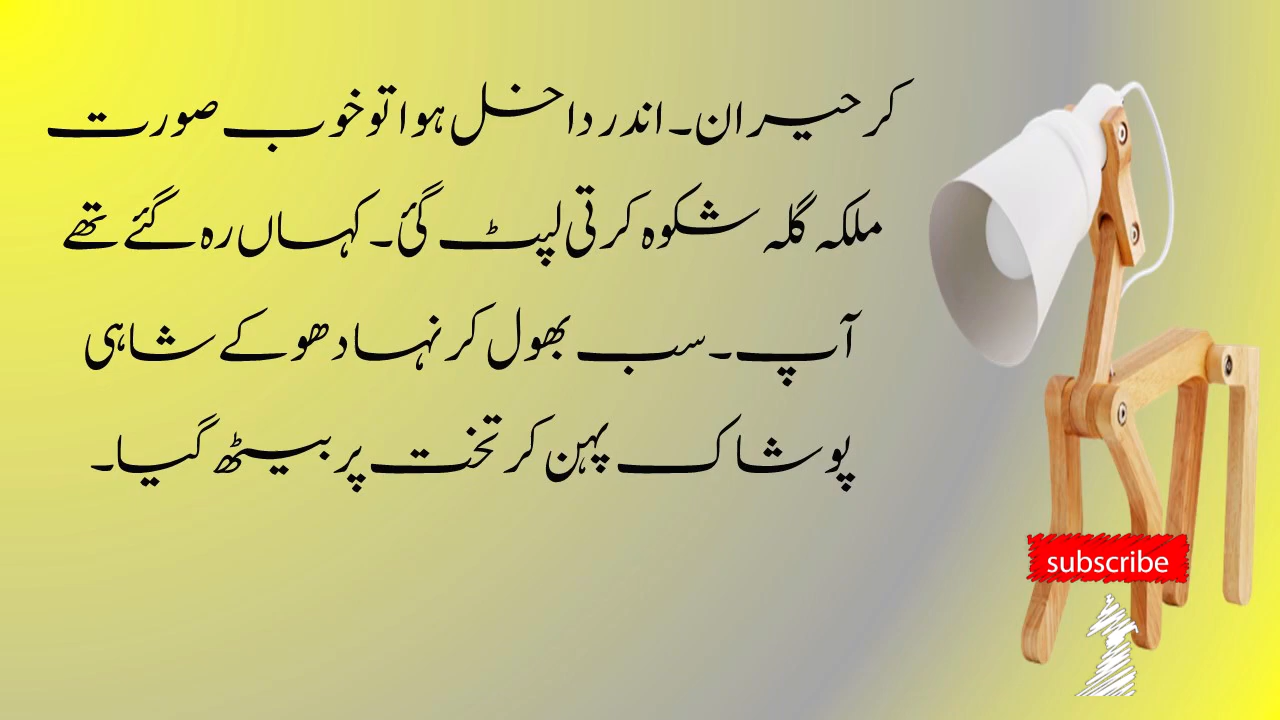 کر حیران۔ اندر داخل ہوا تو خوب صورت
ملکہ گلہ شکوہ کرتی لپٹ گئی۔ کہاں رہ گئے تھے
آپ۔ سب بھول کر نہا دھو کے شاہی
پوشاک پہن کر تخت پر بیٹھ گیا۔
subscribe